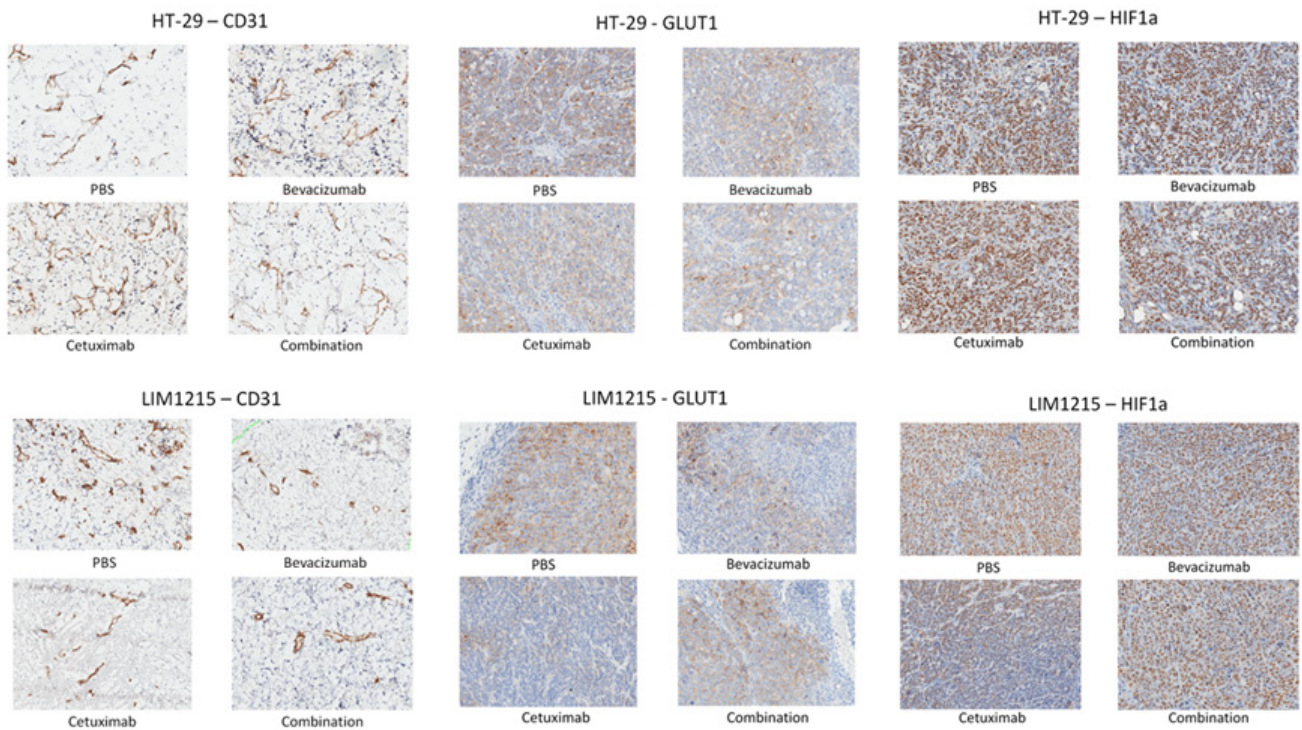 HT-29 – CD31
HT-29 - GLUT1
HT-29 – HIF1a
PBS
Bevacizumab
PBS
Bevacizumab
PBS
Bevacizumab
Cetuximab
Combination
Cetuximab
Combination
Cetuximab
Combination
LIM1215 – CD31
LIM1215 - GLUT1
LIM1215 – HIF1a
PBS
Bevacizumab
PBS
Bevacizumab
PBS
Bevacizumab
Cetuximab
Combination
Cetuximab
Combination
Cetuximab
Combination